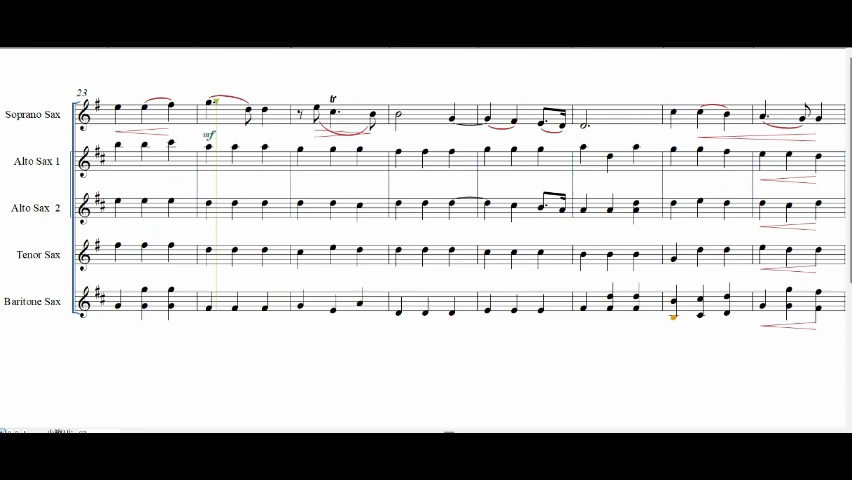 23
Soprano Sax
tr
mf
Alto Sax 1
Alto Sax 2
Tenor Sax
Baritone Sax